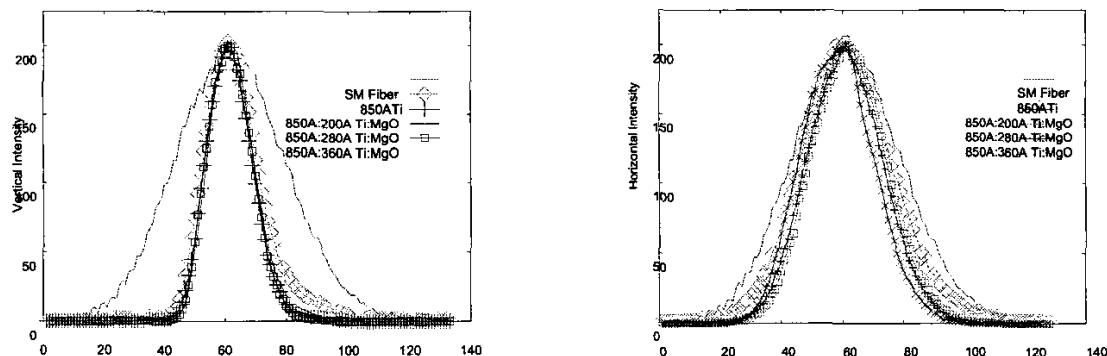 200
150
100
50
0
Vertical Intensity
SM Fiber
850ATi
850A:200A Ti:MgO
850A:280A Ti:MgO
850A:360A Ti:MgO
0 20 40 60 80 100 120 140
200
150
100
50
0
Horizontal Intensity
SM Fiber
850ATi
850A:200A Ti:MgO
850A:280A Ti:MgO
850A:360A Ti:MgO
0 20 40 60 80 100 120 140